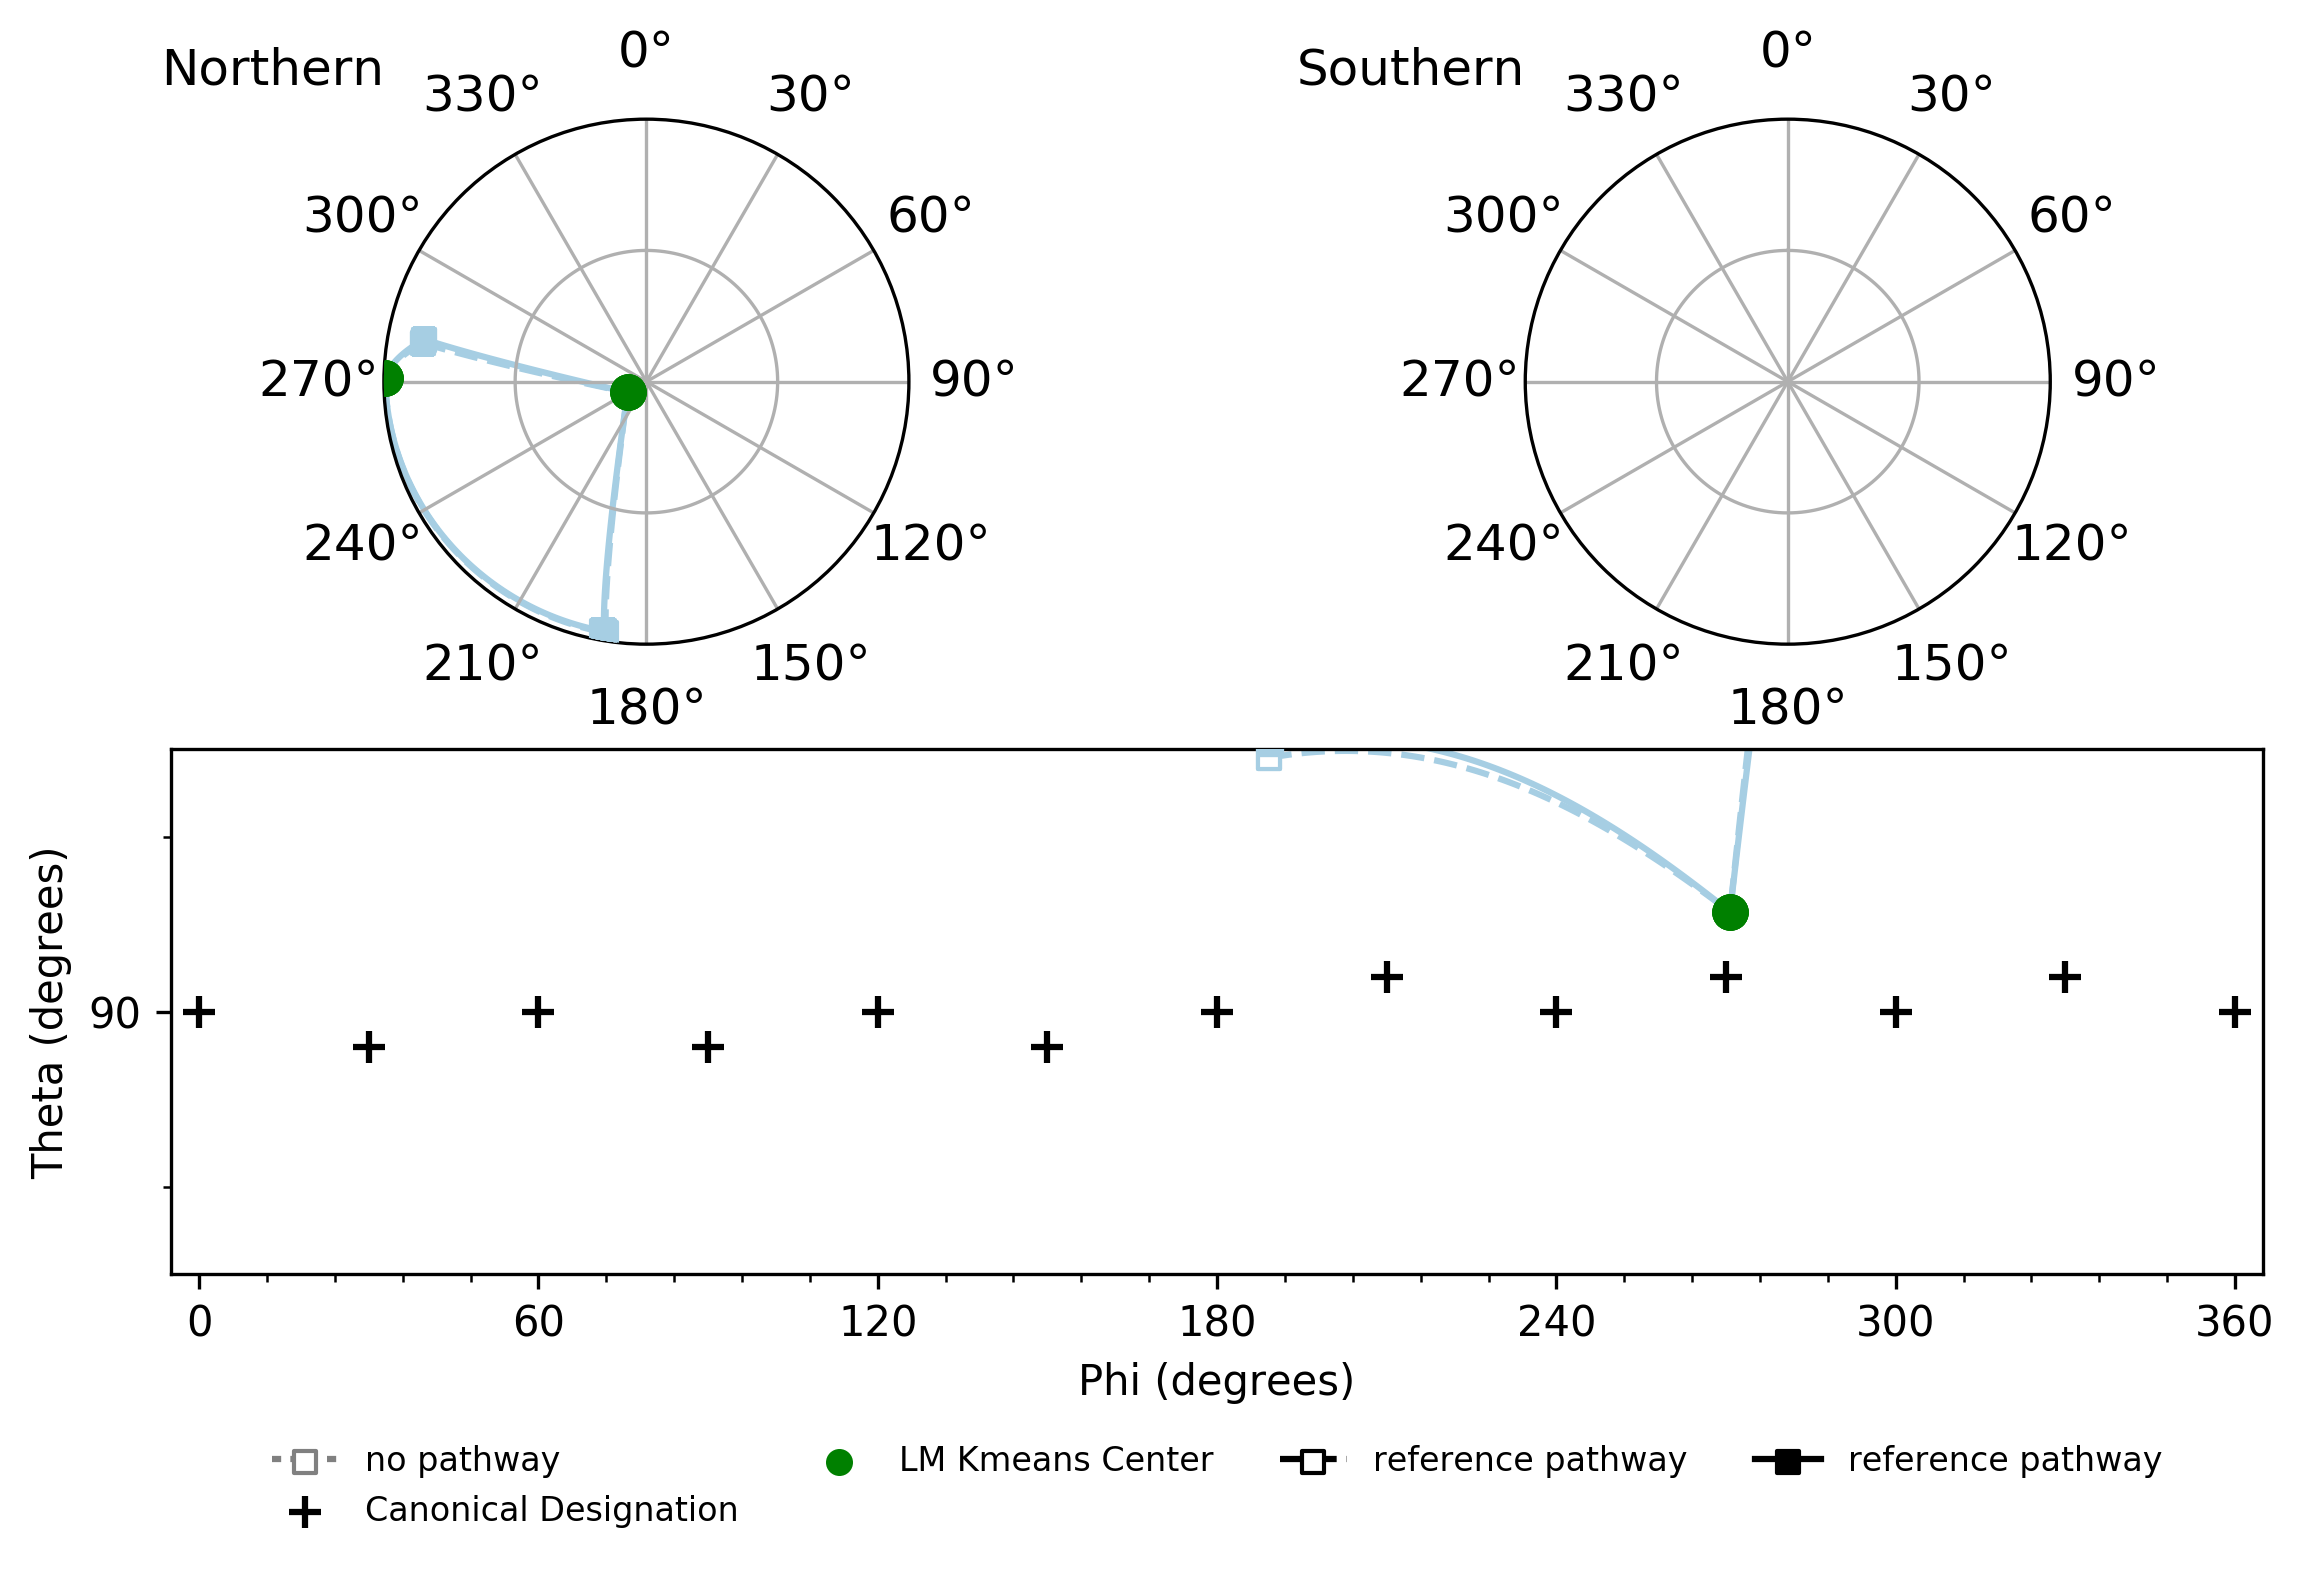 Northern
0°
30°
60°
90°
120°
150°
180°
210°
240°
270°
300°
330°
Southern
0°
30°
60°
90°
120°
150°
180°
210°
240°
270°
300°
330°
Theta (degrees)
90
0 60 120 180 240 300 360
Phi (degrees)
no pathway
Canonical Designation
LM Kmeans Center
reference pathway
reference pathway